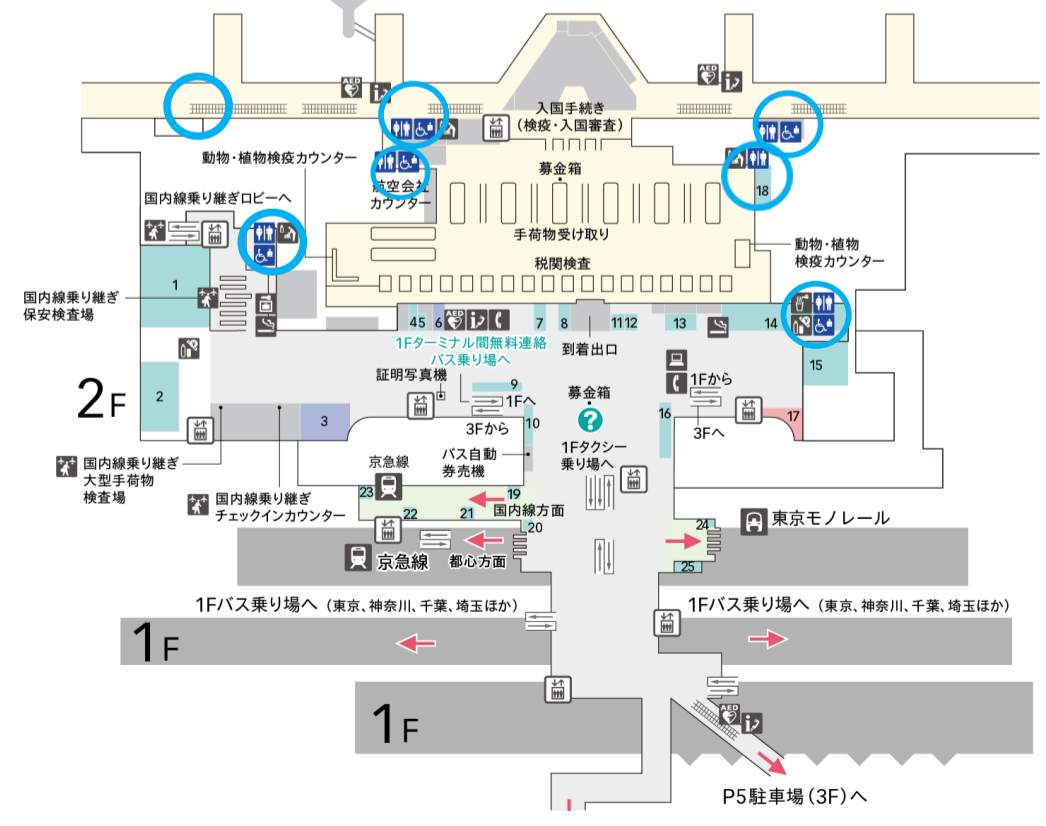 AED
AED
入国手続き
(検疫・入国審査)
動物・植物検疫カウンター
募金箱
航空会社
カウンター
18
国内線乗り継ぎロビーへ
手荷物受け取り
動物・植物
検疫カウンター
税関検査
1
国内線乗り継ぎ
保安検査場
4 5 6 AED 7 8 11 12 13 14
到着出口
1Fターミナル間無料連絡
バス乗り場へ
15
証明写真機
9
1Fへ
募金箱
1Fから
2F
2
3
3Fから
10
?
16
3Fへ
17
1Fタクシー
乗り場へ
バス自動
券売機
国内線乗り継ぎ
大型手荷物
検査場
国内線乗り継ぎ
チェックインカウンター
京急線
23
19
22
21
国内線方面
20
24
東京モノレール
京急線
都心方面
25
1Fバス乗り場へ(東京、神奈川、千葉、埼玉ほか)
1Fバス乗り場へ(東京、神奈川、千葉、埼玉ほか)
1F
1F
AED
P5駐車場(3F)へ